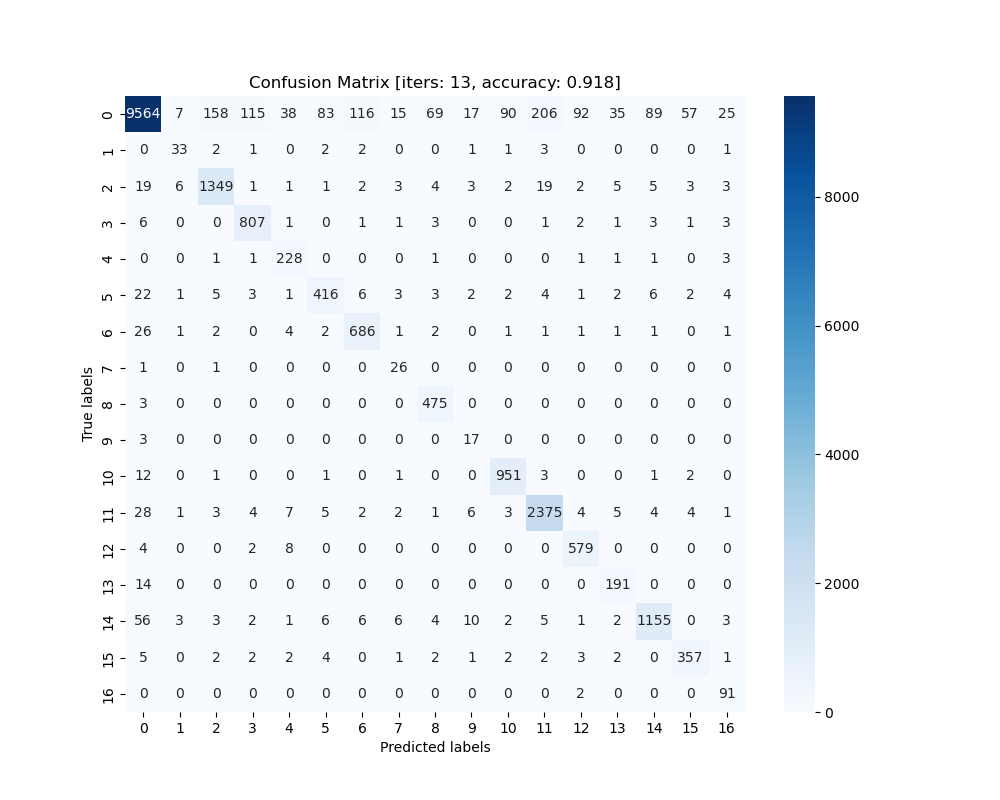 Confusion Matrix [iters: 13, accuracy: 0.918]
0 9564 7 158 115 38 83 116 15 69 17 90 206 92 35 89 57 25
1 0 33 2 1 0 2 2 0 0 1 1 3 0 0 0 0 1
2 19 6 1349 1 1 1 2 3 4 3 2 19 2 5 5 3 3
3 6 0 0 807 1 0 1 1 3 0 0 1 2 1 3 1 3
4 0 0 1 1 228 0 0 0 1 0 0 0 1 1 1 0 3
5 22 1 5 3 1 416 6 3 3 2 2 4 1 2 6 2 4
6 26 1 2 0 4 2 686 1 2 0 1 1 1 1 1 0 1
7 1 0 1 0 0 0 0 26 0 0 0 0 0 0 0 0 0
8 3 0 0 0 0 0 0 0 475 0 0 0 0 0 0 0 0
9 3 0 0 0 0 0 0 0 0 17 0 0 0 0 0 0 0
10 12 0 1 0 0 1 0 1 0 0 951 3 0 0 1 2 0
11 28 1 3 4 7 5 2 2 1 6 3 2375 4 5 4 4 1
12 4 0 0 2 8 0 0 0 0 0 0 0 579 0 0 0 0
13 14 0 0 0 0 0 0 0 0 0 0 0 0 191 0 0 0
14 56 3 3 2 1 6 6 6 4 10 2 5 1 2 1155 0 3
15 5 0 2 2 2 4 0 1 2 1 2 2 3 2 0 357 1
16 0 0 0 0 0 0 0 0 0 0 0 0 2 0 0 0 91
0 1 2 3 4 5 6 7 8 9 10 11 12 13 14 15 16
Predicted labels
True labels
8000
6000
4000
2000
0